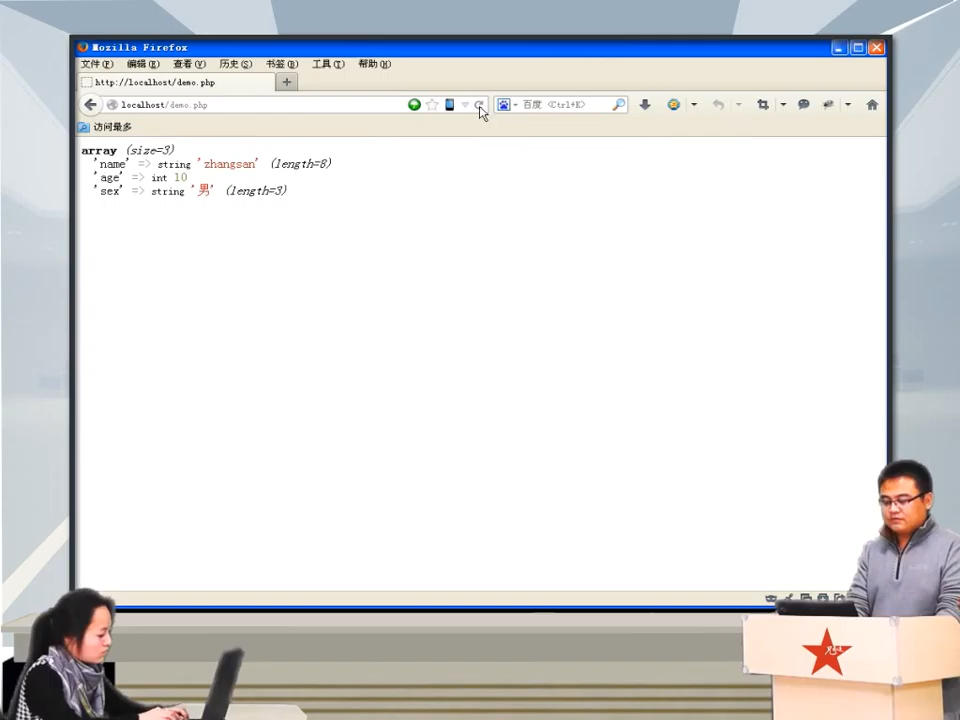 Mozilla Firefox
文件(F) 编辑(E) 查看(V) 历史(S) 书签(B) 工具(T) 帮助(H)
http://localhost/demo.php
localhost/demo.php 百度 <Ctrl+K>
访问最多
array (size=3)
'name' => string 'zhangsan' (length=8)
'age' => int 10
'sex' => string '男' (length=3)